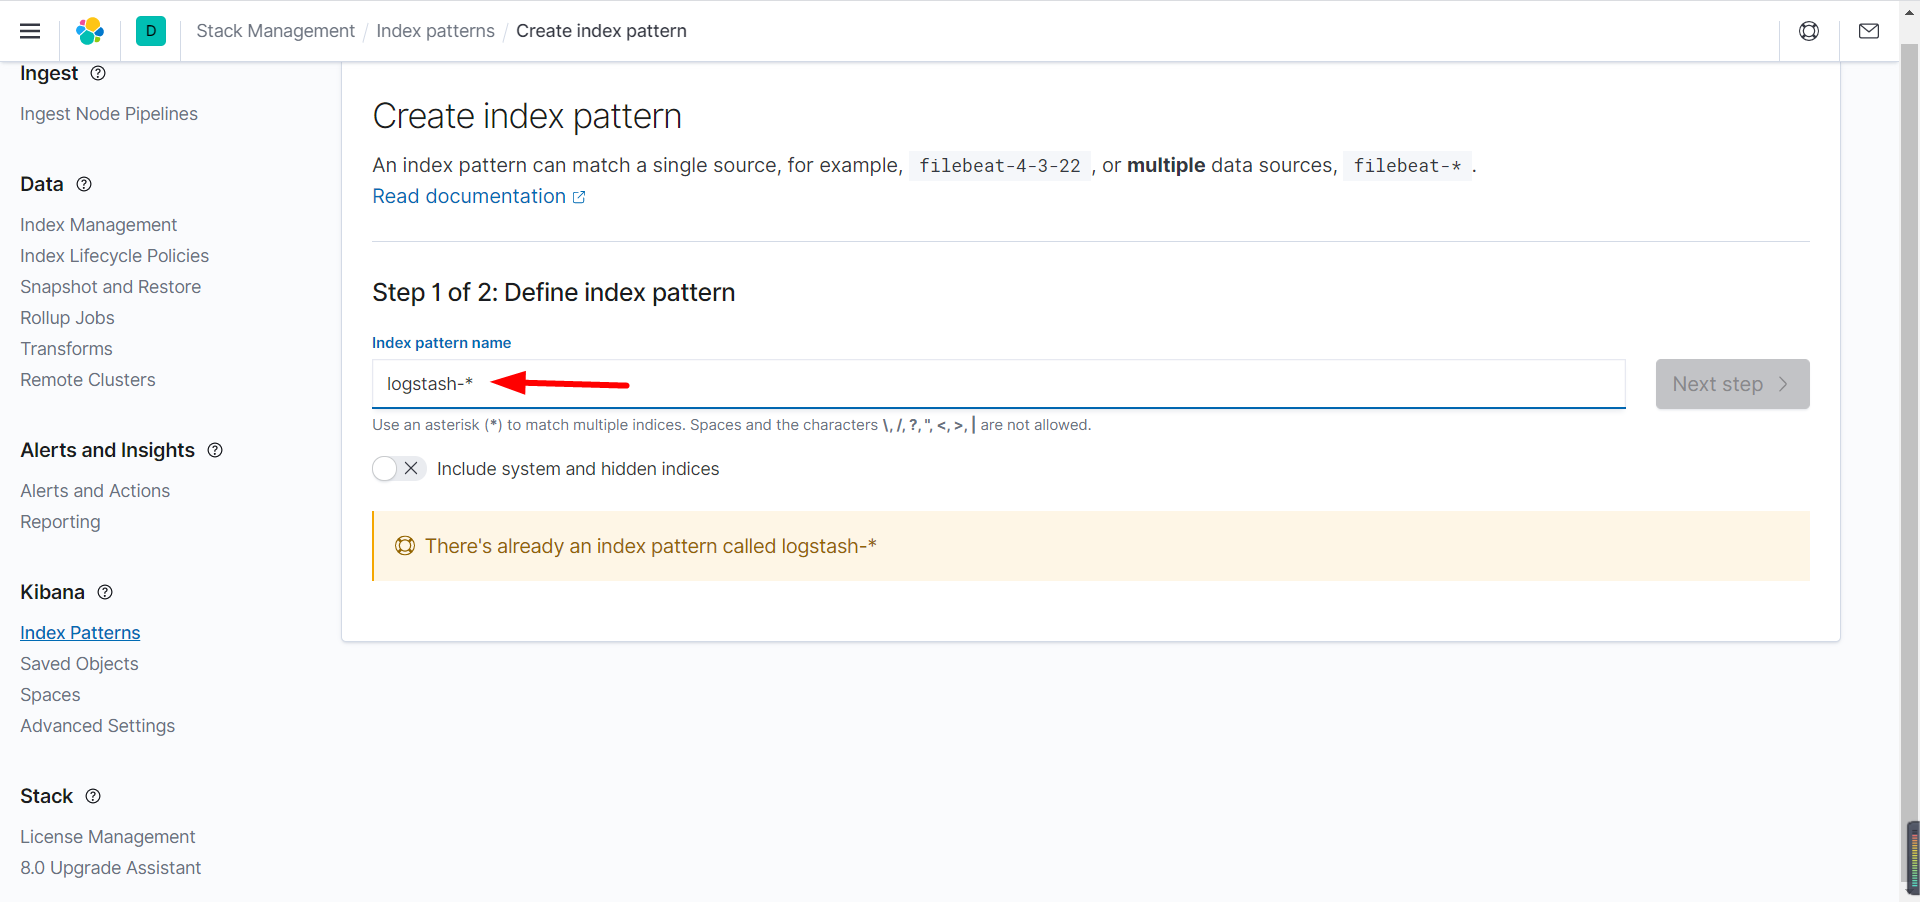 D Stack Management / Index patterns / Create index pattern
Ingest
Ingest Node Pipelines
Data
Index Management
Index Lifecycle Policies
Snapshot and Restore
Rollup Jobs
Transforms
Remote Clusters
Alerts and Insights
Alerts and Actions
Reporting
Kibana
Index Patterns
Saved Objects
Spaces
Advanced Settings
Stack
License Management
8.0 Upgrade Assistant
Create index pattern
An index pattern can match a single source, for example, filebeat-4-3-22 , or multiple data sources, filebeat-* .
Read documentation
Step 1 of 2: Define index pattern
Index pattern name
logstash-*
Next step
Use an asterisk (*) to match multiple indices. Spaces and the characters \, /, ?, ", <, >, | are not allowed.
Include system and hidden indices
There's already an index pattern called logstash-*